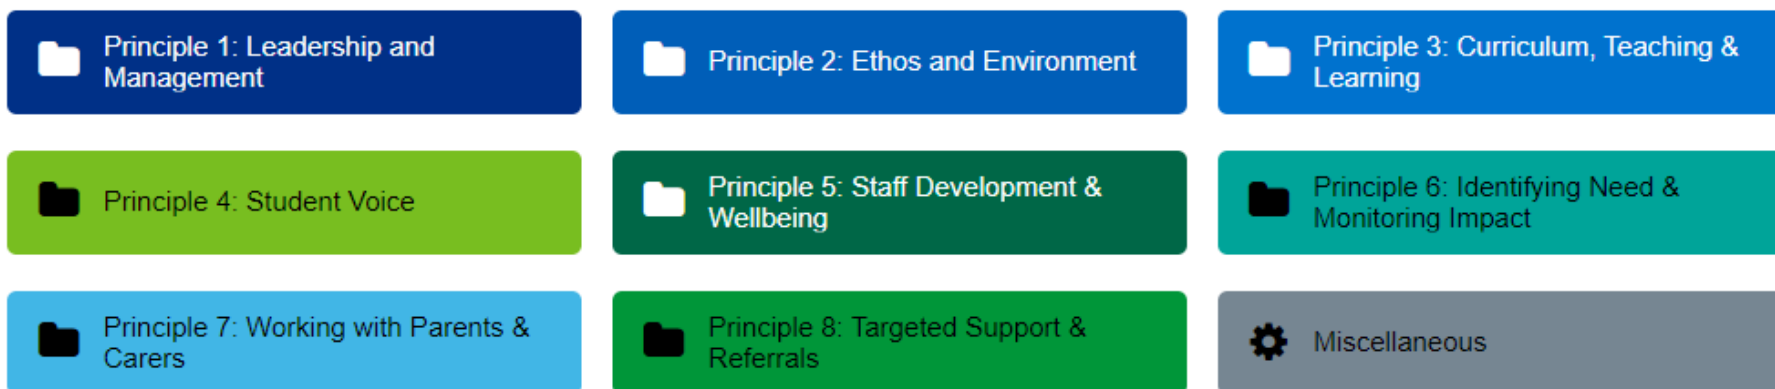 Principle 1: Leadership and
Management
Principle 2: Ethos and Environment
Principle 3: Curriculum, Teaching &
Learning
Principle 4: Student Voice
Principle 5: Staff Development &
Wellbeing
Principle 6: Identifying Need &
Monitoring Impact
Principle 7: Working with Parents &
Carers
Principle 8: Targeted Support &
Referrals
Miscellaneous